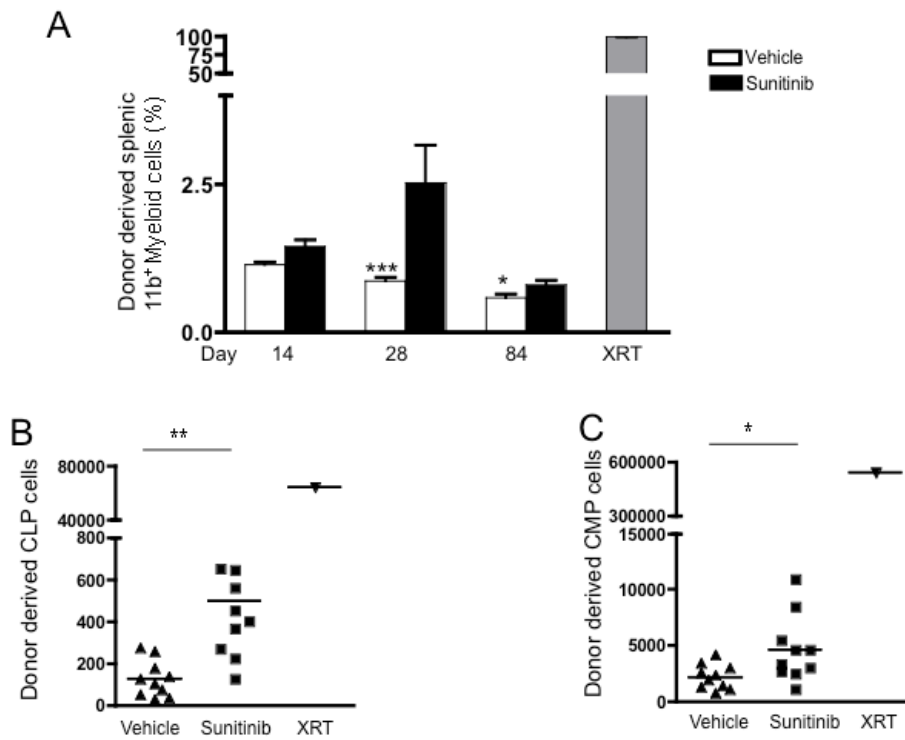 A
Donor derived splenic
11b+ Myeloid cells (%)
100
75
50
2.5
0.0
***
*
Day 14 28 84 XRT
Vehicle
Sunitinib
B
**
Donor derived CLP cells
80000
40000
800
600
400
200
0
Vehicle Sunitinib XRT
C
*
Donor derived CMP cells
600000
300000
15000
10000
5000
0
Vehicle Sunitinib XRT